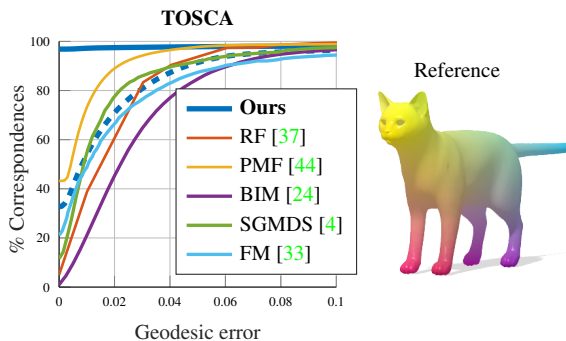 TOSCA
100
80
60
40
20
0
% Correspondences
0
0.02
0.04
0.06
0.08
0.1
Geodesic error
Ours
RF [37]
PMF [44]
BIM [24]
SGMDS [4]
FM [33]
Reference